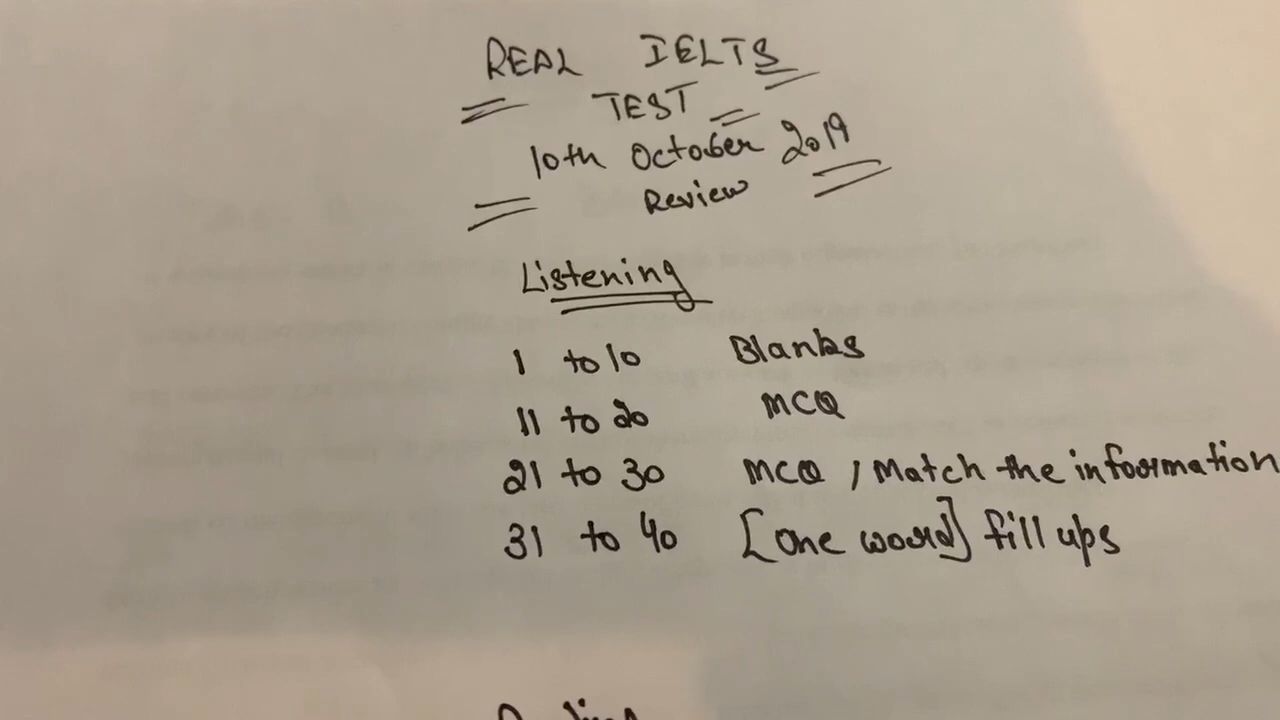 REAL IELTS
TEST
10th October 2019
Review
Listening
1 to 10 Blanks
11 to 20 MCQ
21 to 30 MCQ, Match the information
31 to 40 [one word] fill ups